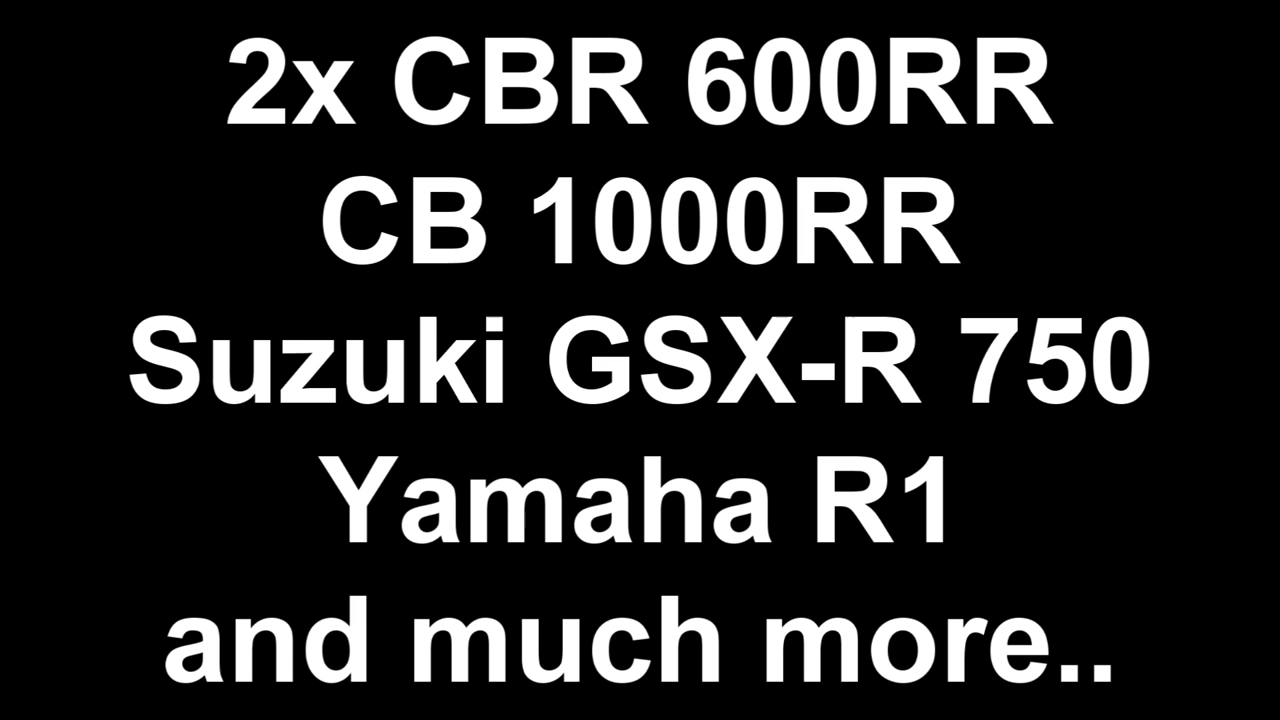 2x CBR 600RR
CB 1000RR
Suzuki GSX-R 750
Yamaha R1
and much more..